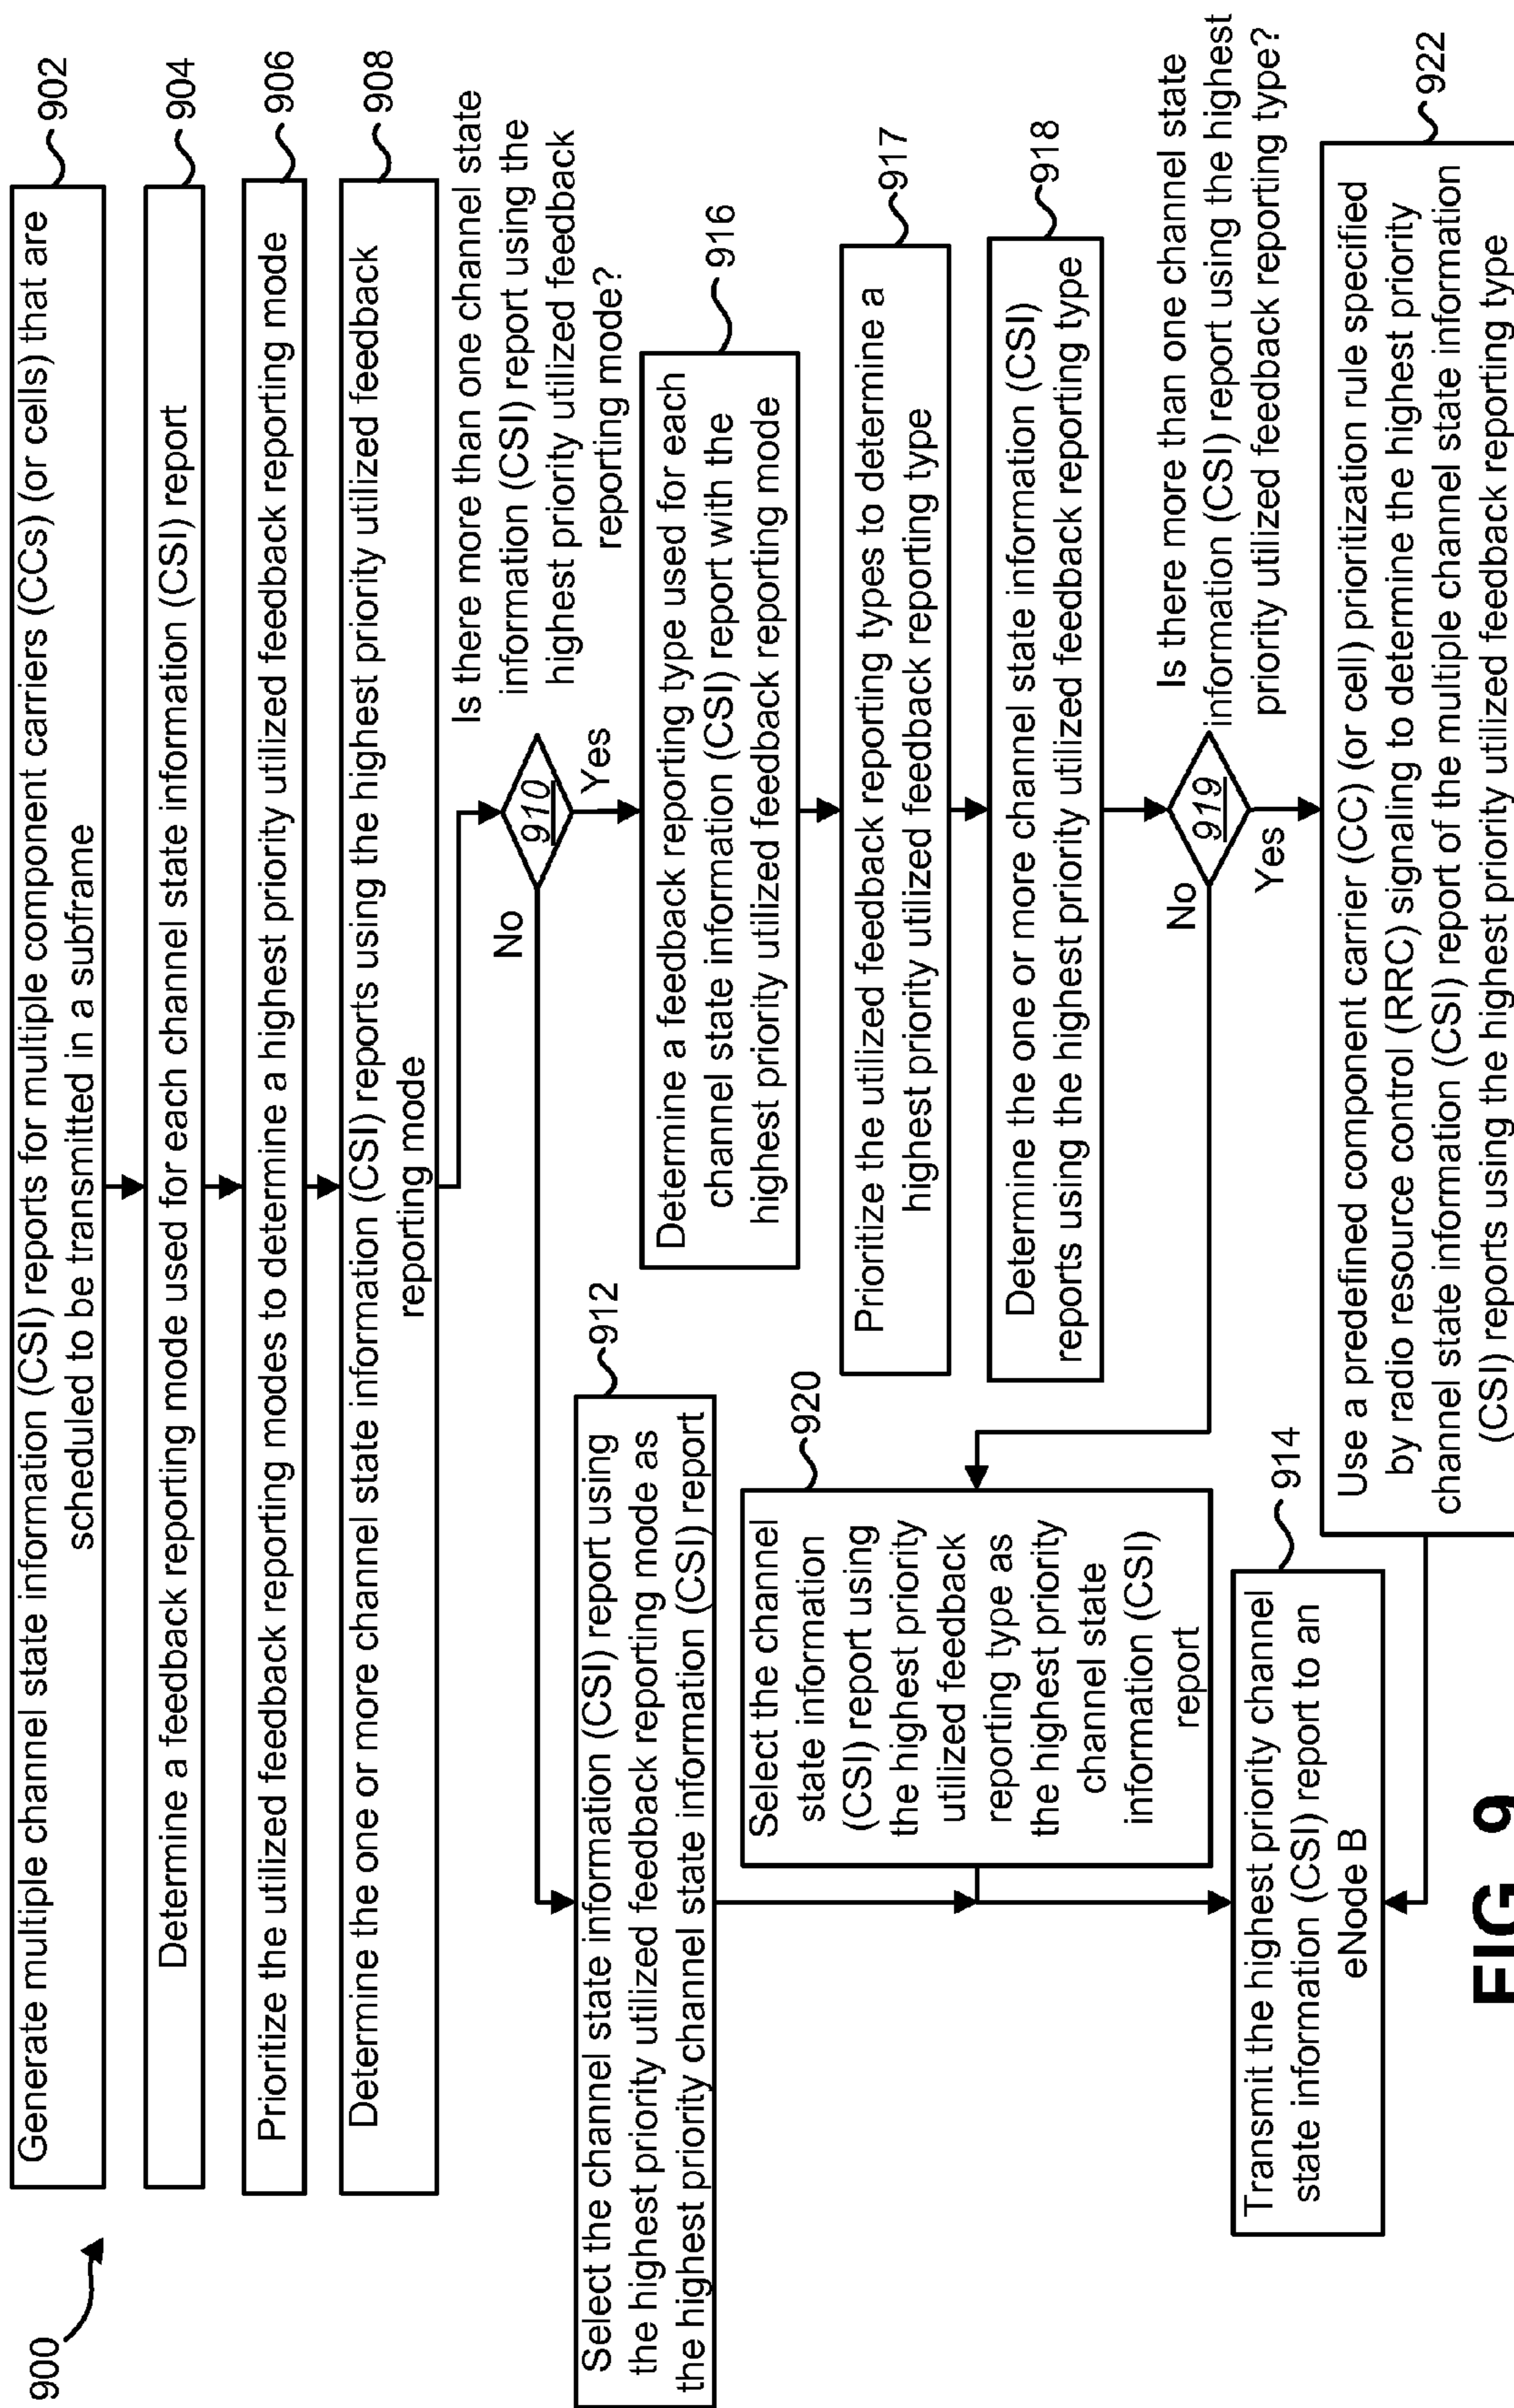 900
Generate multiple channel state information (CSI) reports for multiple component carriers (CCs) (or cells) that are
scheduled to be transmitted in a subframe
902
Determine a feedback reporting mode used for each channel state information (CSI) report
904
Prioritize the utilized feedback reporting modes to determine a highest priority utilized feedback reporting mode
906
Determine the one or more channel state information (CSI) reports using the highest priority utilized feedback
reporting mode
908
Is there more than one channel state
information (CSI) report using the
highest priority utilized feedback
reporting mode?
910
No
Yes
Select the channel state information (CSI) report using
the highest priority utilized feedback reporting mode as
the highest priority channel state information (CSI) report
912
Determine a feedback reporting type used for each
channel state information (CSI) report with the
highest priority utilized feedback reporting mode
916
Prioritize the utilized feedback reporting types to determine a
highest priority utilized feedback reporting type
917
Determine the one or more channel state information (CSI)
reports using the highest priority utilized feedback reporting type
918
Is there more than one channel state
information (CSI) report using the highest
priority utilized feedback reporting type?
919
No
Yes
Select the channel
state information
(CSI) report using
the highest priority
utilized feedback
reporting type as
the highest priority
channel state
information (CSI)
report
920
Transmit the highest priority channel
state information (CSI) report to an
eNode B
914
Use a predefined component carrier (CC) (or cell) prioritization rule specified
by radio resource control (RRC) signaling to determine the highest priority
channel state information (CSI) report of the multiple channel state information
(CSI) reports using the highest priority utilized feedback reporting type
922
FIG. 9